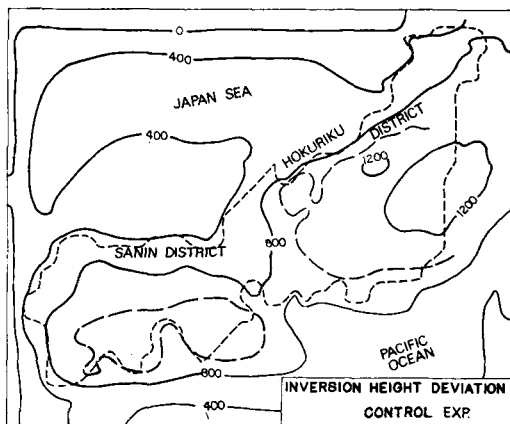 0
400
JAPAN SEA
400
HOKURIKU DISTRICT
1200
1200
SANIN DISTRICT
800
800
400
PACIFIC
OCEAN
INVERSION HEIGHT DEVIATION
CONTROL EXP.